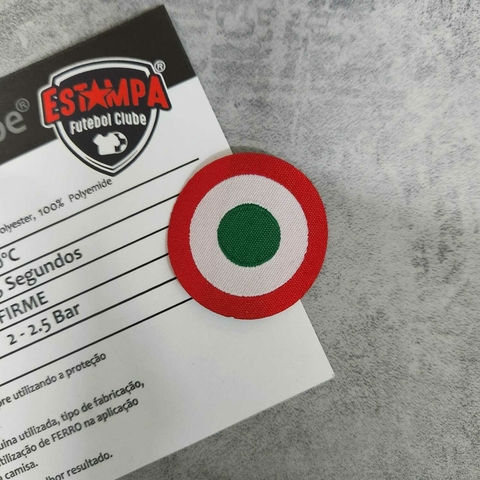 be®
ESTAMPA®
Futebol Clube
olyester, 100% Polyemide
°C
Segundos
FIRME
2 - 2.5 Bar
re utilizando a proteção
uina utilizada, tipo de fabricação,
tilização de FERRO na aplicação
a camisa.
lhor resultado.